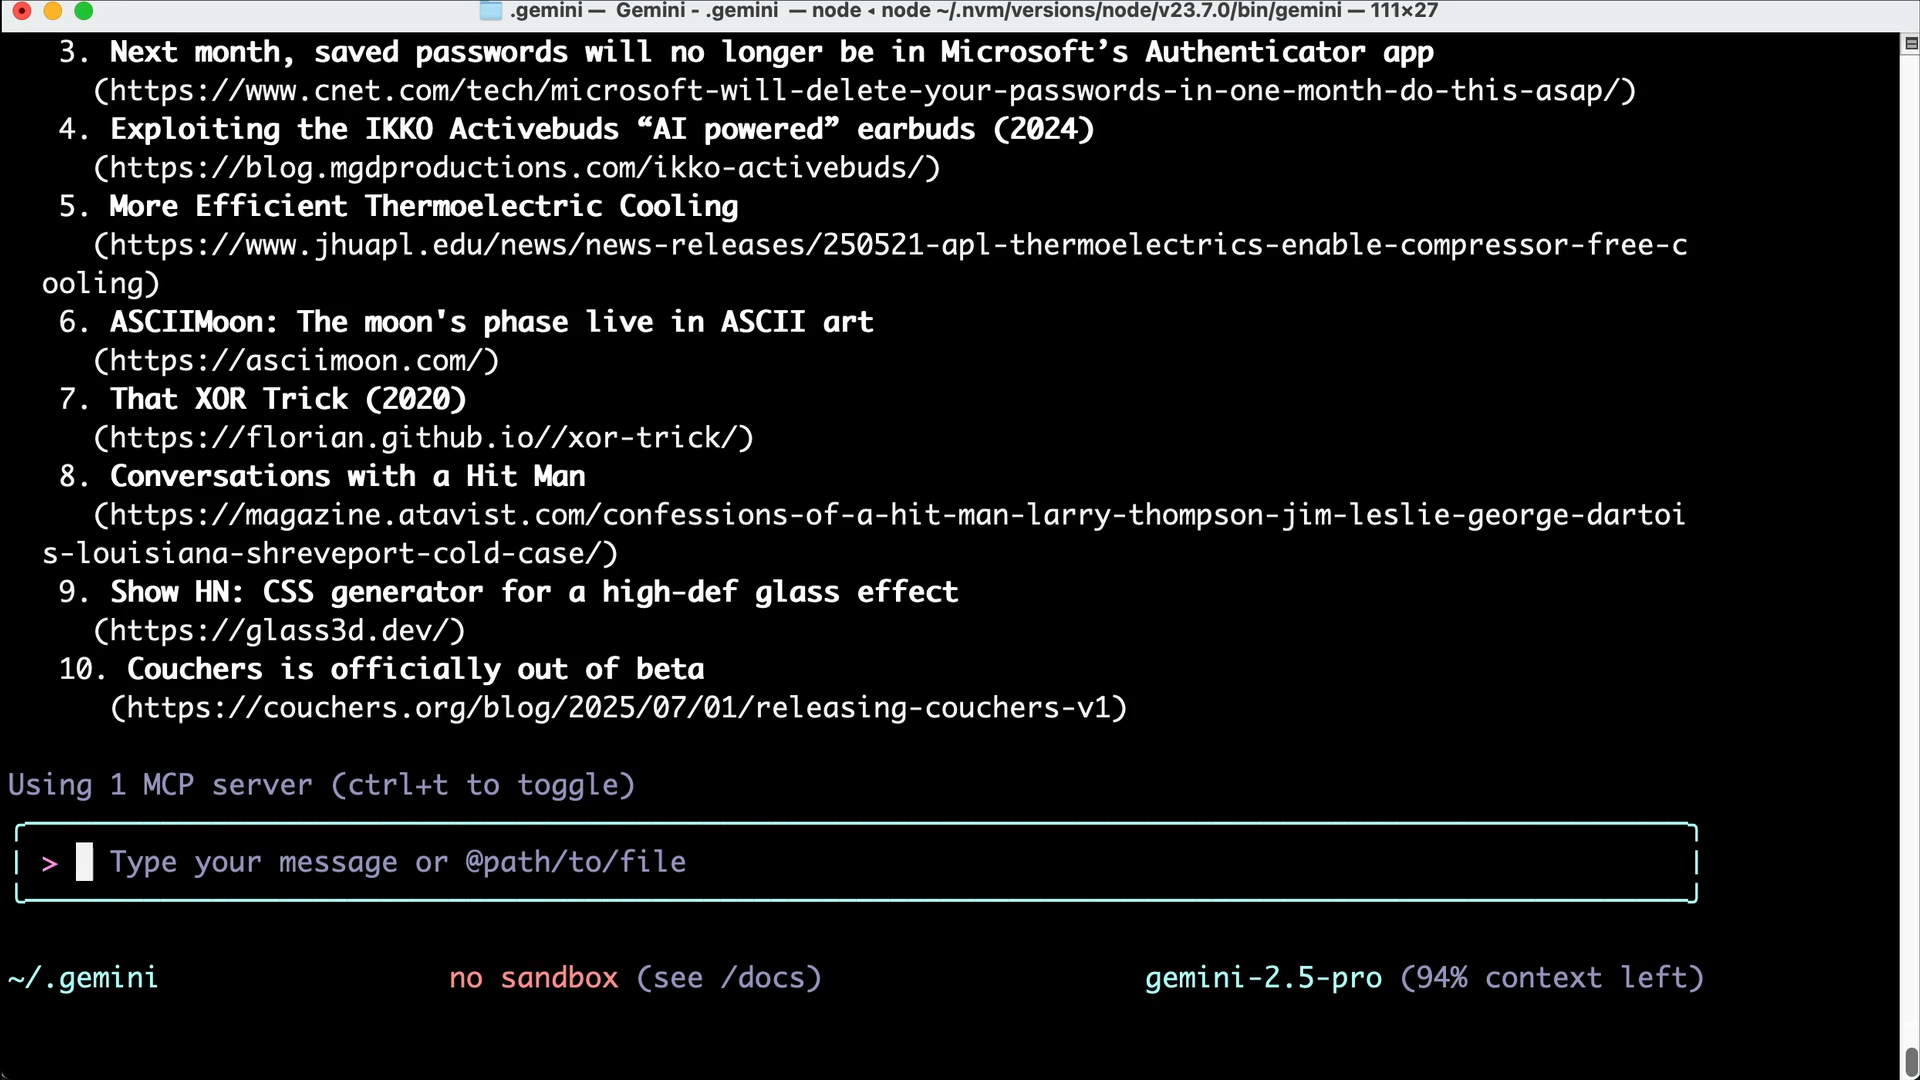 .gemini — Gemini - .gemini — node ◂ node ~/.nvm/versions/node/v23.7.0/bin/gemini — 111×27
3. Next month, saved passwords will no longer be in Microsoft’s Authenticator app
(https://www.cnet.com/tech/microsoft-will-delete-your-passwords-in-one-month-do-this-asap/)
4. Exploiting the IKKO Activebuds “AI powered” earbuds (2024)
(https://blog.mgdproductions.com/ikko-activebuds/)
5. More Efficient Thermoelectric Cooling
(https://www.jhuapl.edu/news/news-releases/250521-apl-thermoelectrics-enable-compressor-free-c
ooling)
6. ASCIIMoon: The moon's phase live in ASCII art
(https://asciimoon.com/)
7. That XOR Trick (2020)
(https://florian.github.io//xor-trick/)
8. Conversations with a Hit Man
(https://magazine.atavist.com/confessions-of-a-hit-man-larry-thompson-jim-leslie-george-dartoi
s-louisiana-shreveport-cold-case/)
9. Show HN: CSS generator for a high-def glass effect
(https://glass3d.dev/)
10. Couchers is officially out of beta
(https://couchers.org/blog/2025/07/01/releasing-couchers-v1)
Using 1 MCP server (ctrl+t to toggle)
> Type your message or @path/to/file
~/.gemini no sandbox (see /docs) gemini-2.5-pro (94% context left)